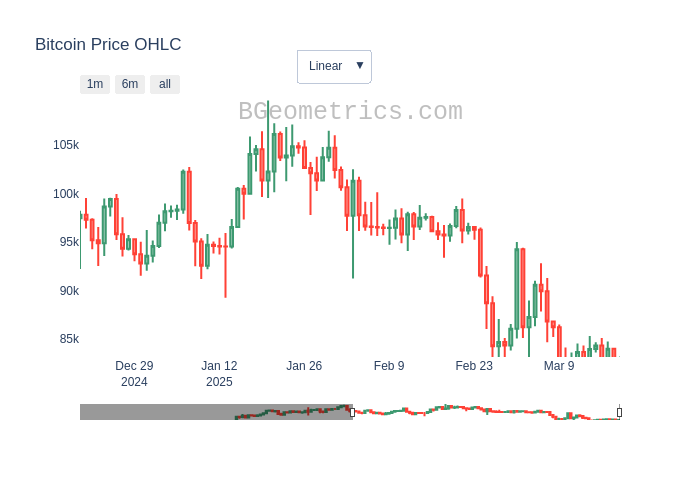 Bitcoin Price OHLC
Linear ▼
1m 6m all
BGeometrics.com
105k
100k
95k
90k
85k
Dec 29
2024
Jan 12
2025
Jan 26
Feb 9
Feb 23
Mar 9